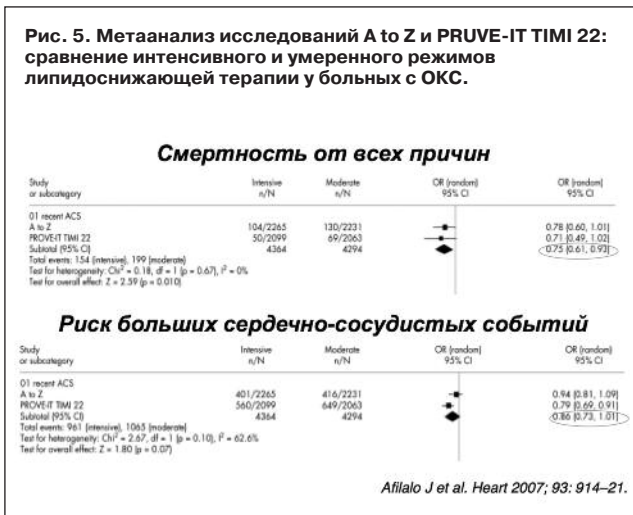 Рис. 5. Метаанализ исследований A to Z и PRUVE-IT TIMI 22:
сравнение интенсивного и умеренного режимов
липидоснижающей терапии у больных с ОКС.
Смертность от всех причин
Study or subcategory Intensive n/N Moderate n/N OR (random) 95% CI OR (random) 95% CI
01 recent ACS
A to Z 104/2265 130/2231 0.78 [0.60, 1.01]
PROVE-IT TIMI 22 50/2099 69/2063 0.71 [0.49, 1.02]
Subtotal (95% CI) 4364 4294 0.75 [0.61, 0.93]
Total events: 154 (intensive), 199 (moderate)
Test for heterogeneity: Chi² = 0.18, df = 1 (p = 0.67), I² = 0%
Test for overall effect: Z = 2.59 (p = 0.010)
Риск больших сердечно-сосудистых событий
Study or subcategory Intensive n/N Moderate n/N OR (random) 95% CI OR (random) 95% CI
01 recent ACS
A to Z 401/2265 416/2231 0.94 [0.81, 1.09]
PROVE-IT TIMI 22 560/2099 649/2063 0.79 [0.69, 0.91]
Subtotal (95% CI) 4364 4294 0.86 [0.73, 1.01]
Total events: 961 (intensive), 1065 (moderate)
Test for heterogeneity: Chi² = 2.67, df = 1 (p = 0.10), I² = 62.6%
Test for overall effect: Z = 1.80 (p = 0.07)
Afilalo J et al. Heart 2007; 93: 914–21.